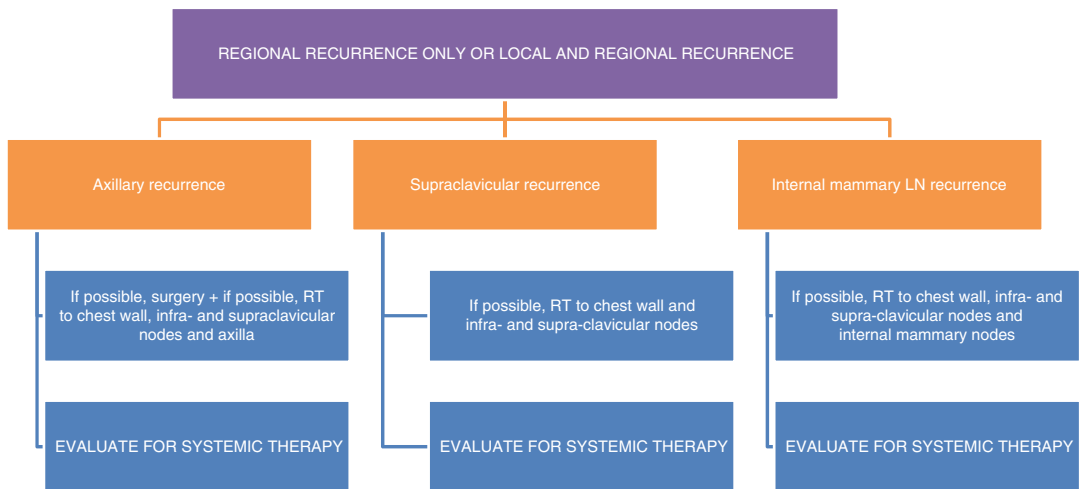 REGIONAL RECURRENCE ONLY OR LOCAL AND REGIONAL RECURRENCE
Axillary recurrence
Supraclavicular recurrence
Internal mammary LN recurrence
If possible, surgery + if possible, RT
to chest wall, infra- and supraclavicular
nodes and axilla
If possible, RT to chest wall and
infra- and supra-clavicular nodes
If possible, RT to chest wall, infra- and
supra-clavicular nodes and
internal mammary nodes
EVALUATE FOR SYSTEMIC THERAPY
EVALUATE FOR SYSTEMIC THERAPY
EVALUATE FOR SYSTEMIC THERAPY